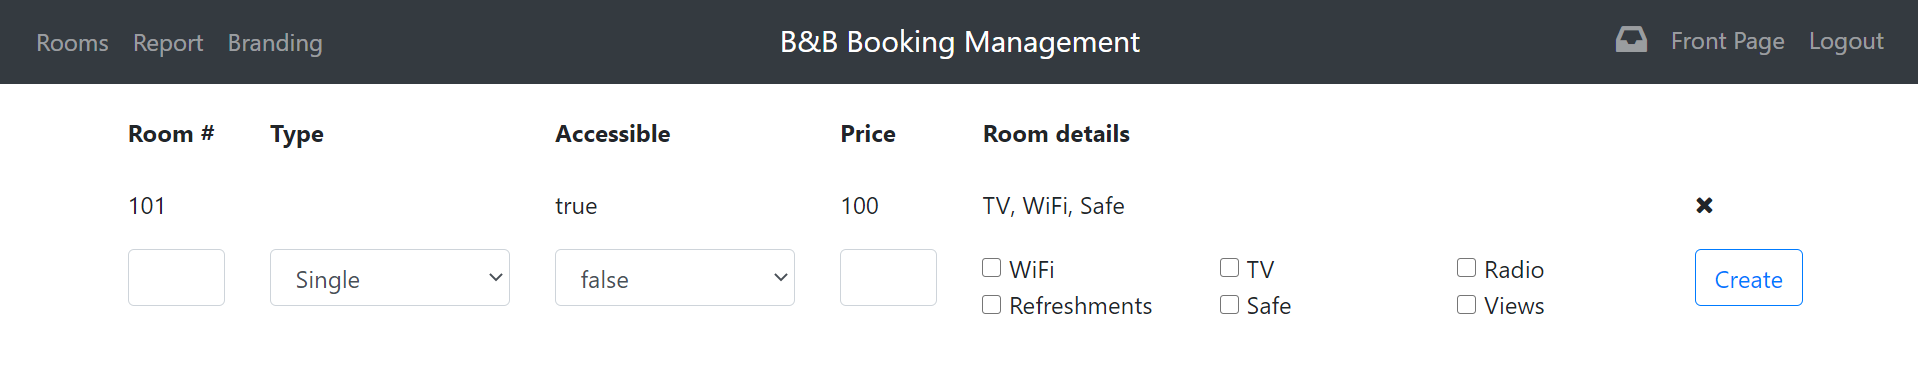 Rooms Report Branding B&B Booking Management Front Page Logout
Room # Type Accessible Price Room details
101 true 100 TV, WiFi, Safe
Single false WiFi TV Radio Create
Refreshments Safe Views